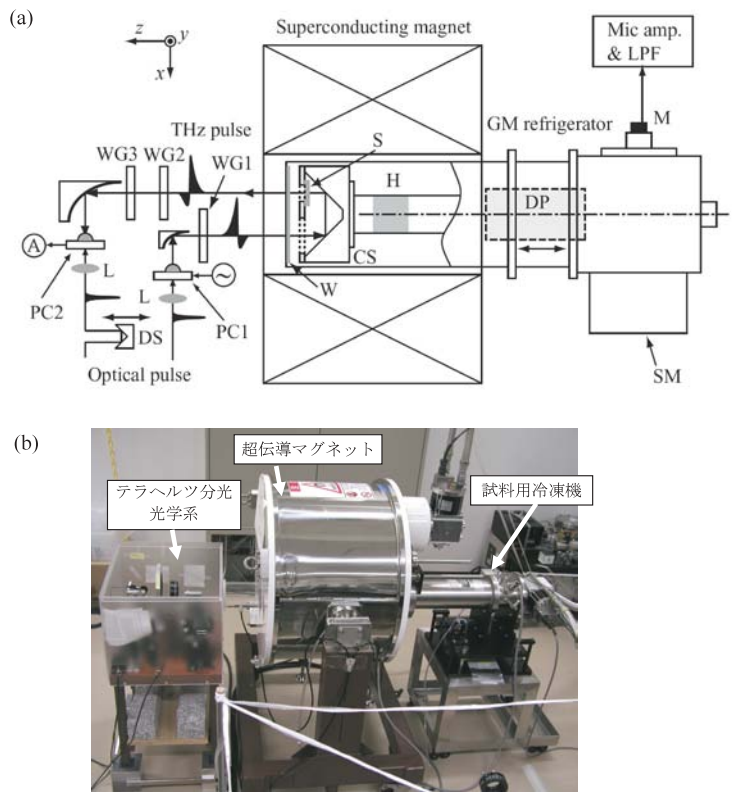 (a)
z
y
x
Superconducting magnet
Mic amp.
& LPF
M
GM refrigerator
THz pulse
S
WG3
WG2
WG1
H
DP
A
L
CS
W
PC2
L
PC1
DS
SM
Optical pulse
(b)
超伝導マグネット
テラヘルツ分光
光学系
試料用冷凍機